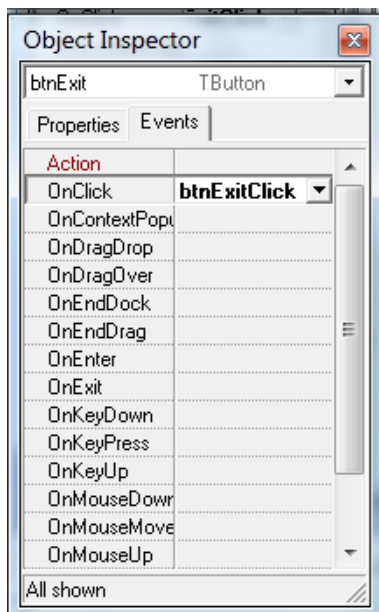 Object Inspector
btnExit TButton
Properties Events
Action
OnClick btnExitClick
OnContextPopu
OnDragDrop
OnDragOver
OnEndDock
OnEndDrag
OnEnter
OnExit
OnKeyDown
OnKeyPress
OnKeyUp
OnMouseDowr
OnMouseMove
OnMouseUp
All shown